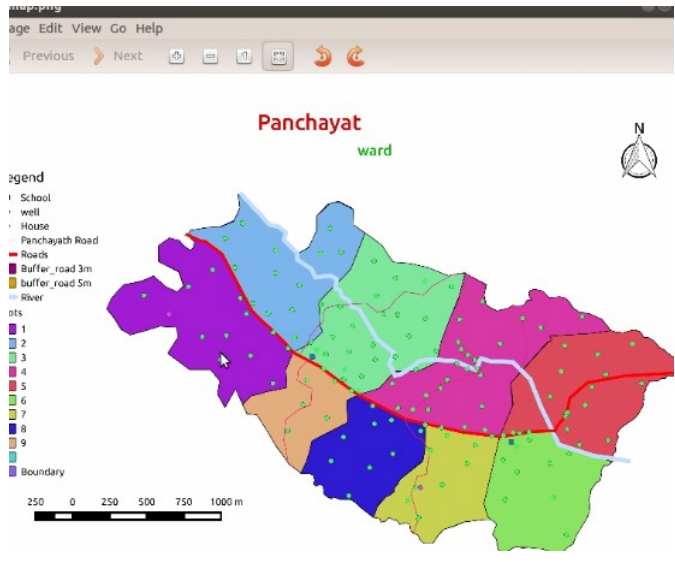 age Edit View Go Help
Previous Next
Panchayat
ward
N
egend
School
well
House
Panchayath Road
Roads
Buffer_road 3m
buffer_road 5m
River
ots
1
2
3
4
5
6
7
8
9
Boundary
250 0 250 500 750 1000 m